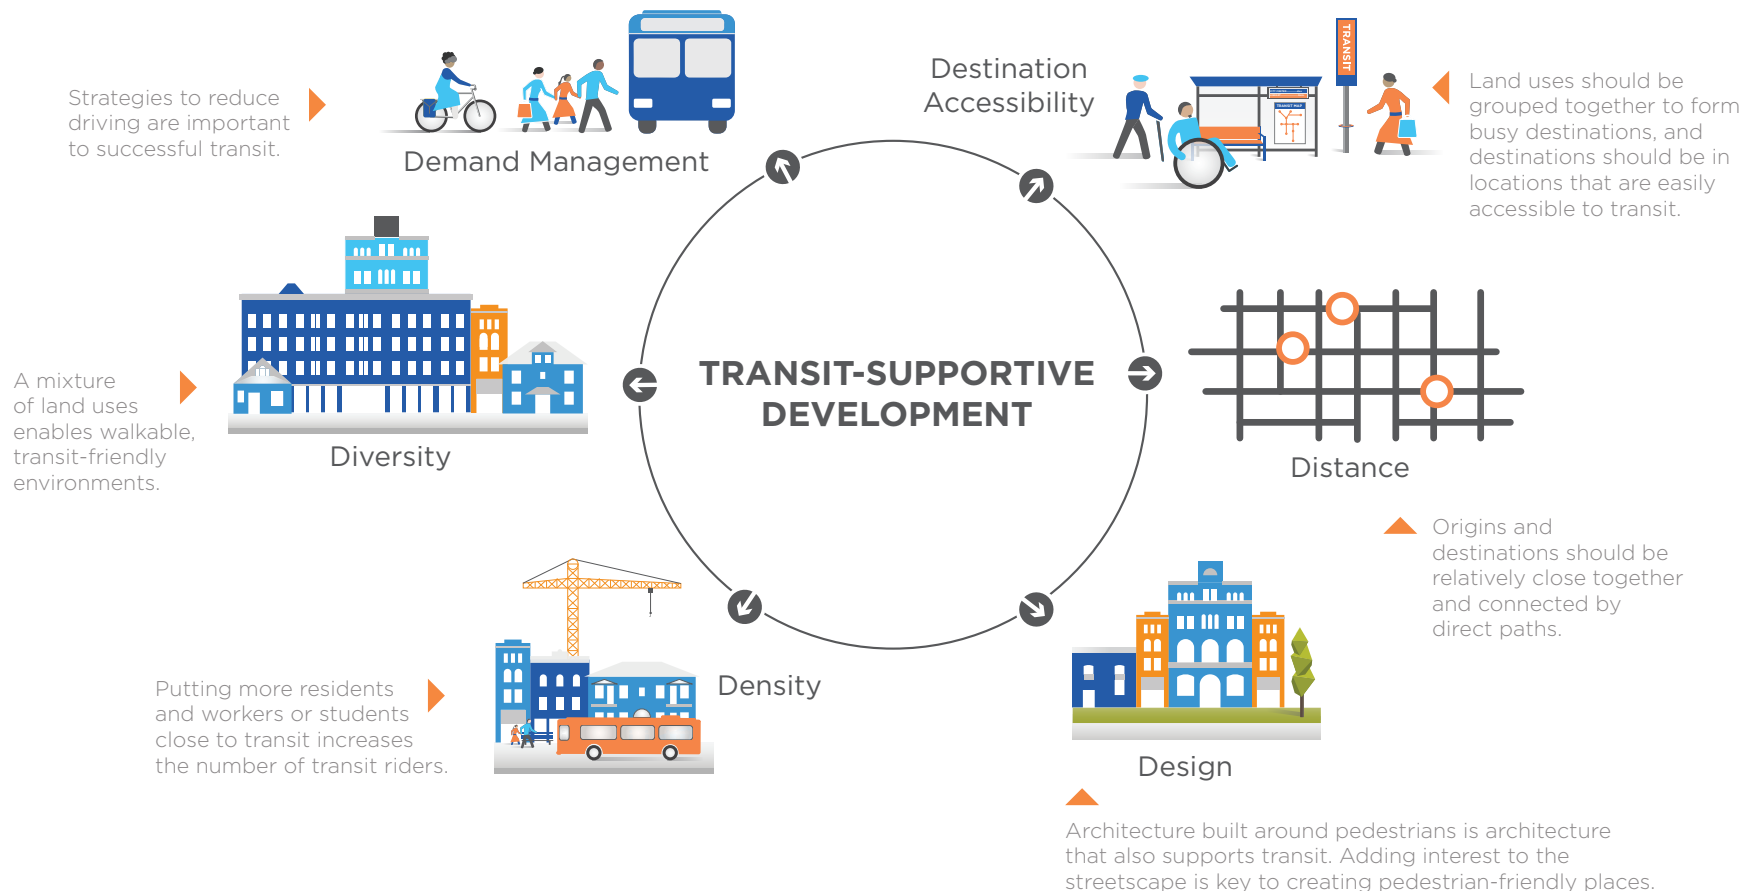 Strategies to reduce
driving are important
to successful transit.
Demand Management
Destination
Accessibility
TRANSIT
TRANSIT MAP
Land uses should be
grouped together to form
busy destinations, and
destinations should be in
locations that are easily
accessible to transit.
TRANSIT-SUPPORTIVE
DEVELOPMENT
A mixture
of land uses
enables walkable,
transit-friendly
environments.
Diversity
Distance
Origins and
destinations should be
relatively close together
and connected by
direct paths.
Putting more residents
and workers or students
close to transit increases
the number of transit riders.
Density
Design
Architecture built around pedestrians is architecture
that also supports transit. Adding interest to the
streetscape is key to creating pedestrian-friendly places.